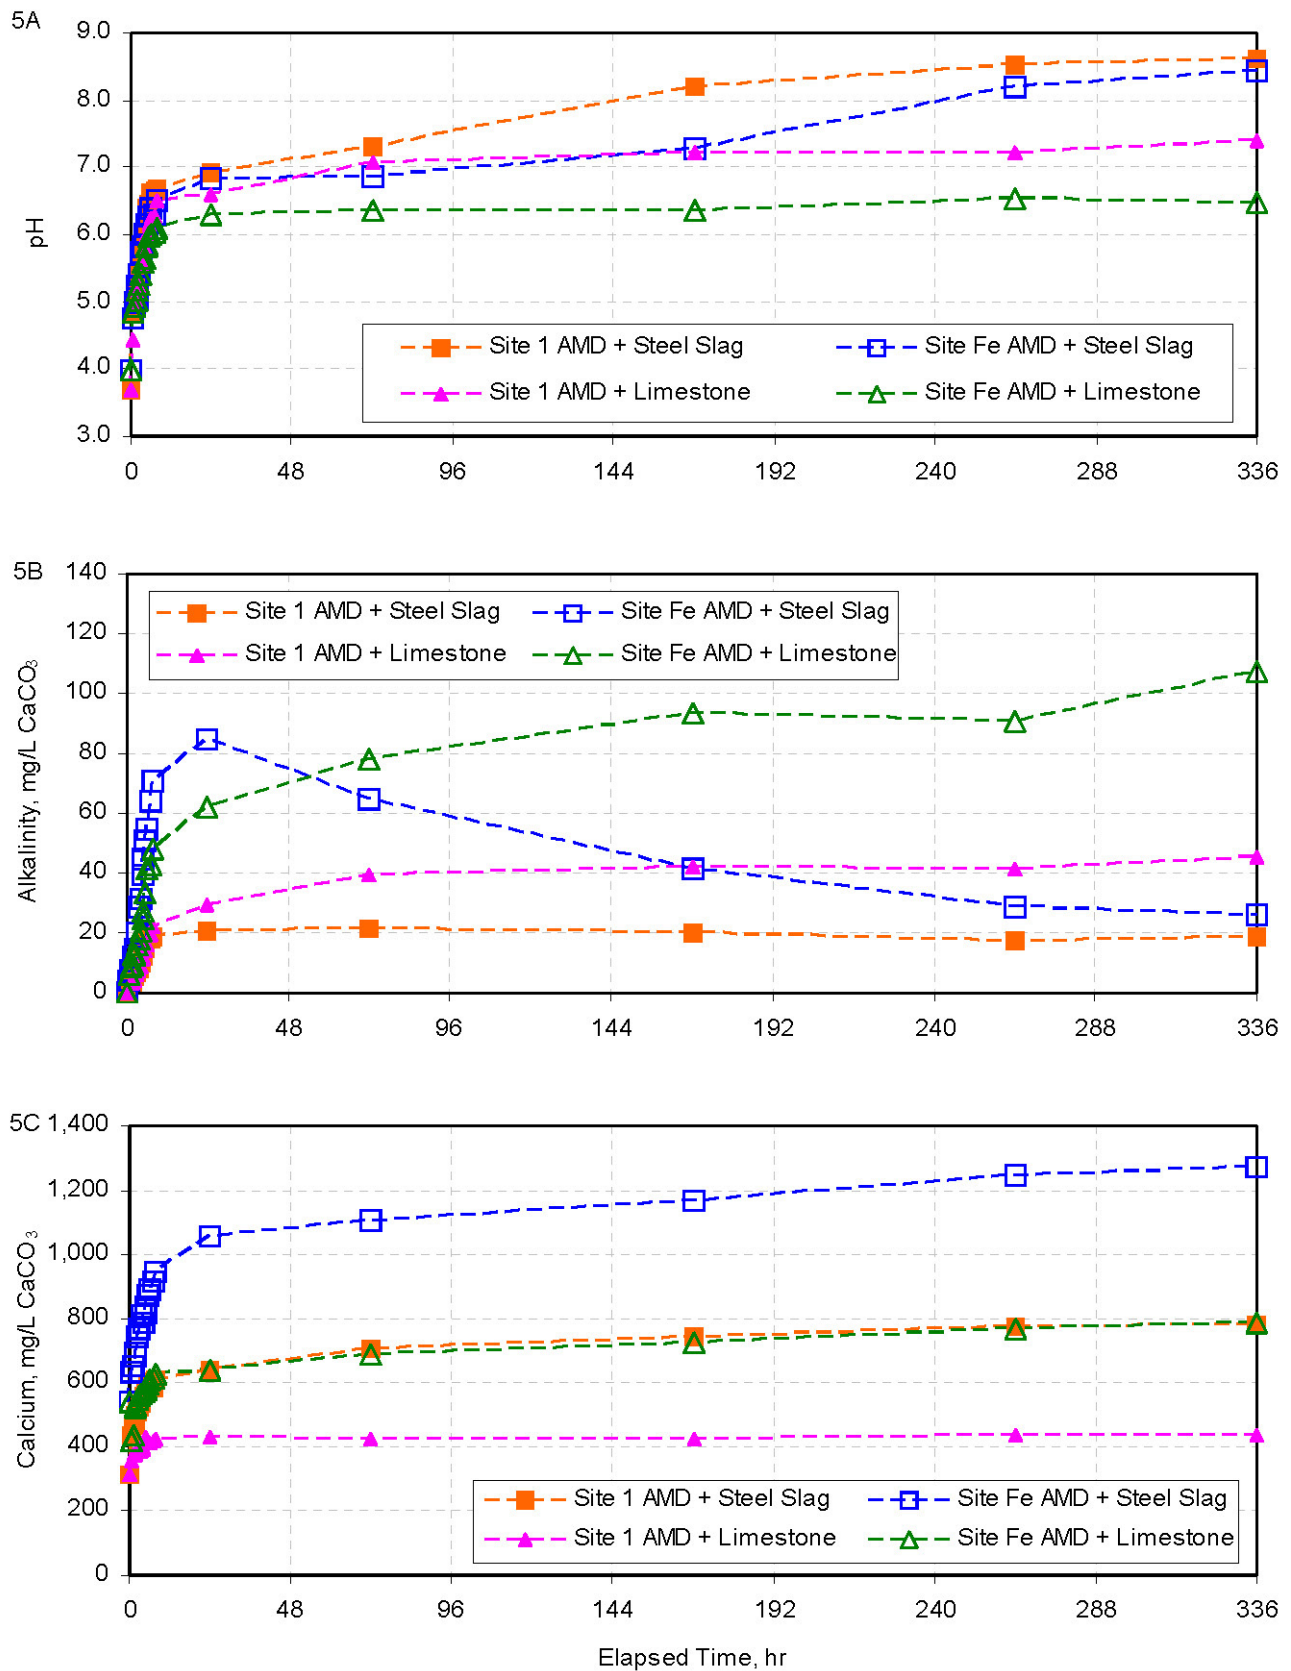 5A
9.0
8.0
7.0
6.0
5.0
4.0
3.0
pH
Site 1 AMD + Steel Slag
Site Fe AMD + Steel Slag
Site 1 AMD + Limestone
Site Fe AMD + Limestone
0 48 96 144 192 240 288 336
5B
140
120
100
80
60
40
20
0
Alkalinity, mg/L CaCO₃
Site 1 AMD + Steel Slag
Site Fe AMD + Steel Slag
Site 1 AMD + Limestone
Site Fe AMD + Limestone
0 48 96 144 192 240 288 336
5C
1,400
1,200
1,000
800
600
400
200
0
Calcium, mg/L CaCO₃
Site 1 AMD + Steel Slag
Site Fe AMD + Steel Slag
Site 1 AMD + Limestone
Site Fe AMD + Limestone
0 48 96 144 192 240 288 336
Elapsed Time, hr